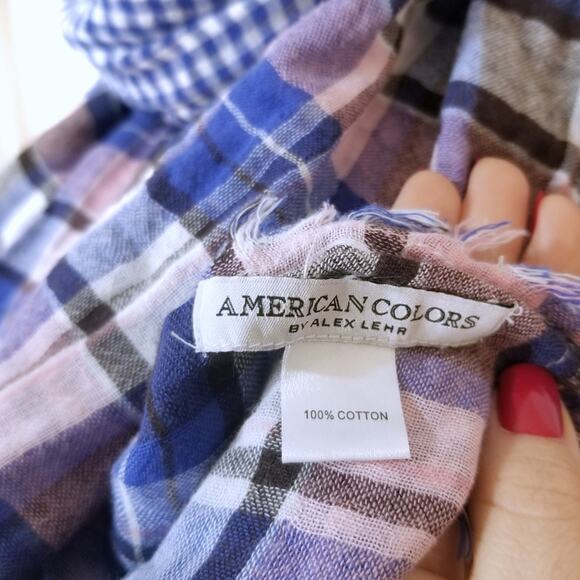 AMERICAN COLORS
BY ALEX LEHR
100% COTTON